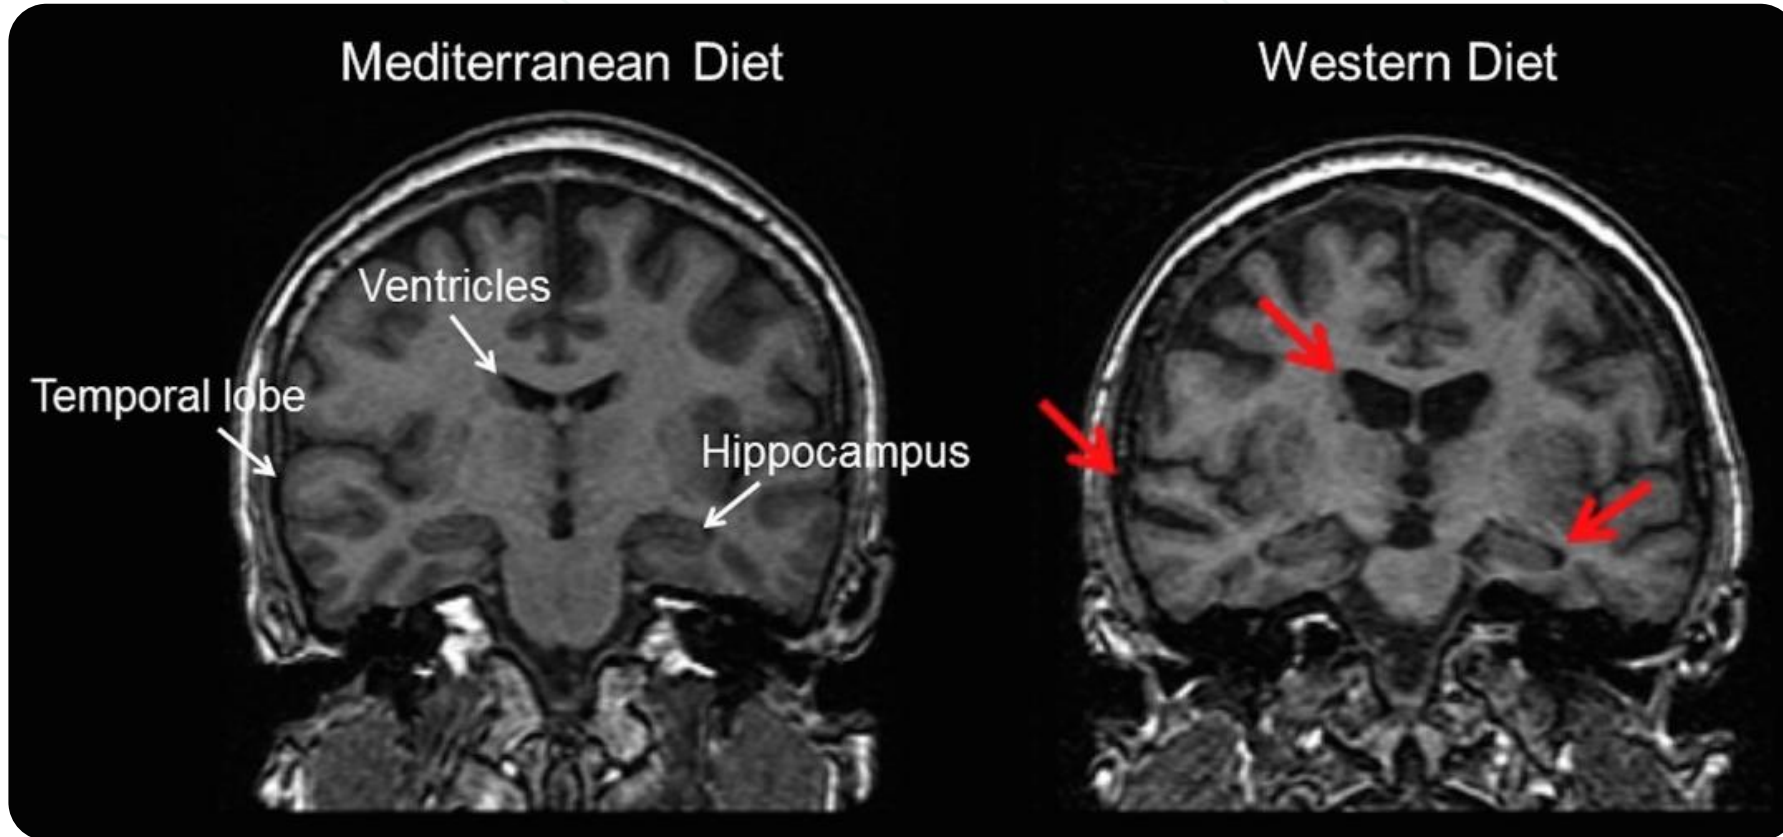 Mediterranean Diet
Western Diet
Ventricles
Temporal lobe
Hippocampus